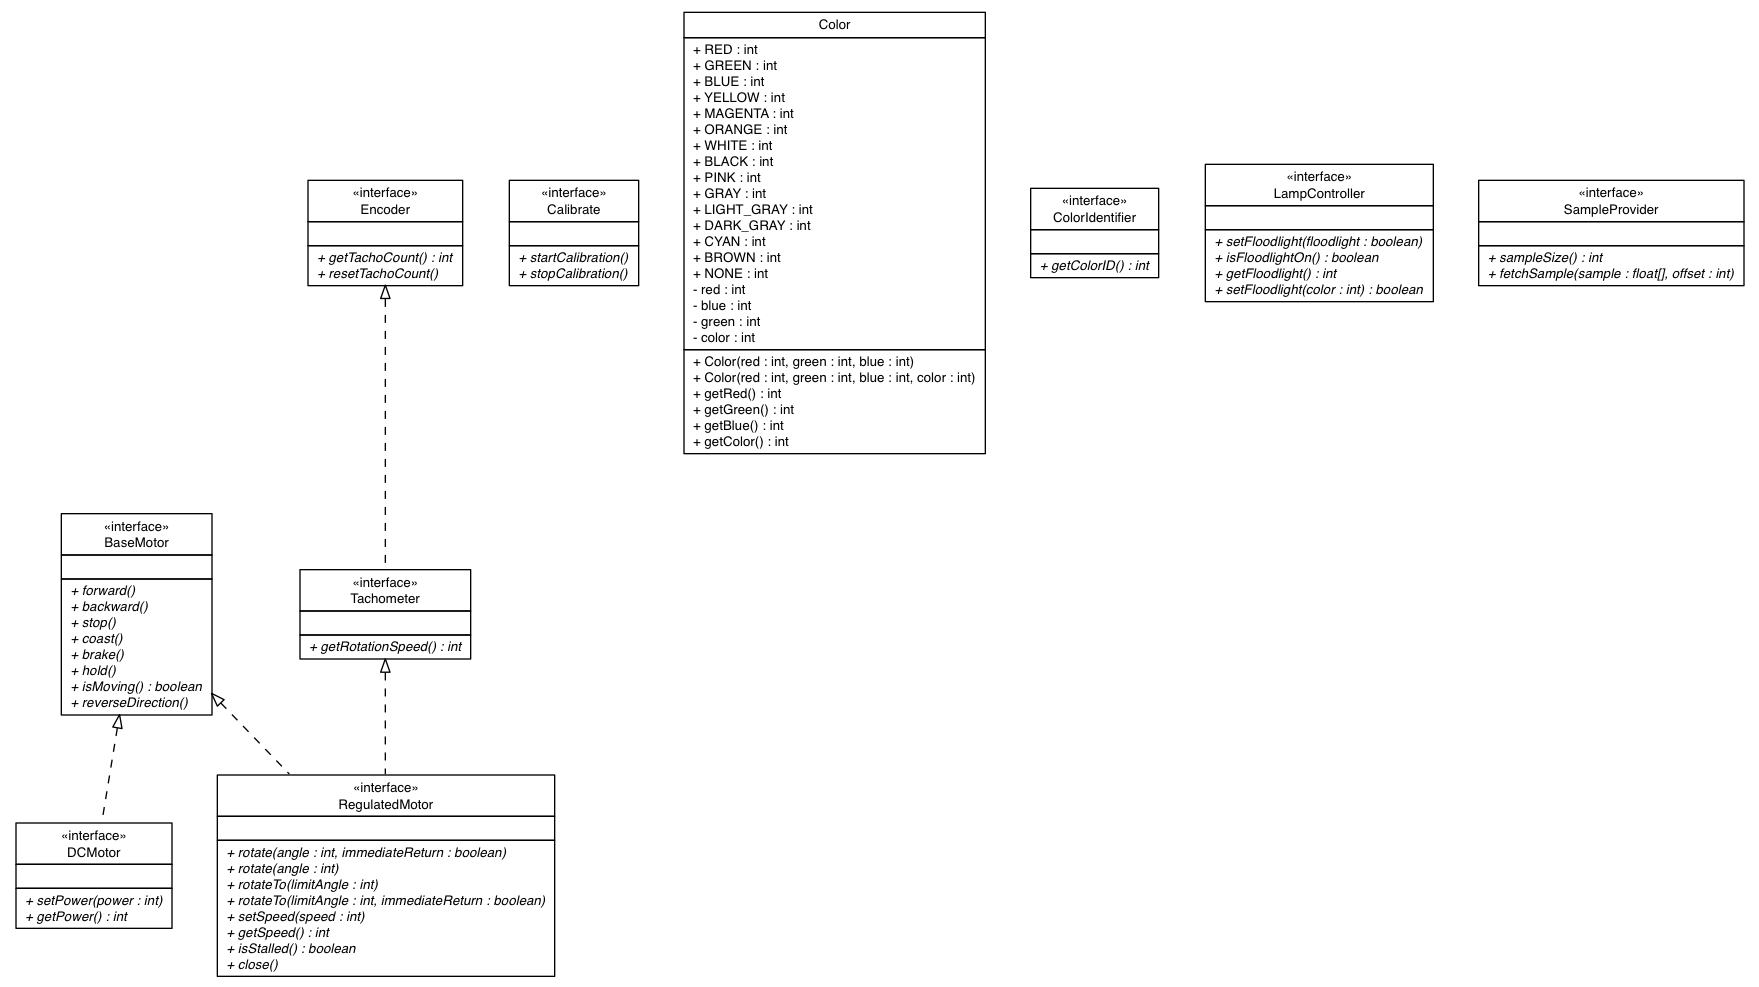 Color
+ RED : int
+ GREEN : int
+ BLUE : int
+ YELLOW : int
+ MAGENTA : int
+ ORANGE : int
+ WHITE : int
+ BLACK : int
+ PINK : int
+ GRAY : int
+ LIGHT_GRAY : int
+ DARK_GRAY : int
+ CYAN : int
+ BROWN : int
+ NONE : int
- red : int
- blue : int
- green : int
- color : int
+ Color(red : int, green : int, blue : int)
+ Color(red : int, green : int, blue : int, color : int)
+ getRed() : int
+ getGreen() : int
+ getBlue() : int
+ getColor() : int
«interface»
Encoder
+ getTachoCount() : int
+ resetTachoCount()
«interface»
Calibrate
+ startCalibration()
+ stopCalibration()
«interface»
ColorIdentifier
+ getColorID() : int
«interface»
LampController
+ setFloodlight(floodlight : boolean)
+ isFloodlightOn() : boolean
+ getFloodlight() : int
+ setFloodlight(color : int) : boolean
«interface»
SampleProvider
+ sampleSize() : int
+ fetchSample(sample : float[], offset : int)
«interface»
BaseMotor
+ forward()
+ backward()
+ stop()
+ coast()
+ brake()
+ hold()
+ isMoving() : boolean
+ reverseDirection()
«interface»
Tachometer
+ getRotationSpeed() : int
«interface»
DCMotor
+ setPower(power : int)
+ getPower() : int
«interface»
RegulatedMotor
+ rotate(angle : int, immediateReturn : boolean)
+ rotate(angle : int)
+ rotateTo(limitAngle : int)
+ rotateTo(limitAngle : int, immediateReturn : boolean)
+ setSpeed(speed : int)
+ getSpeed() : int
+ isStalled() : boolean
+ close()